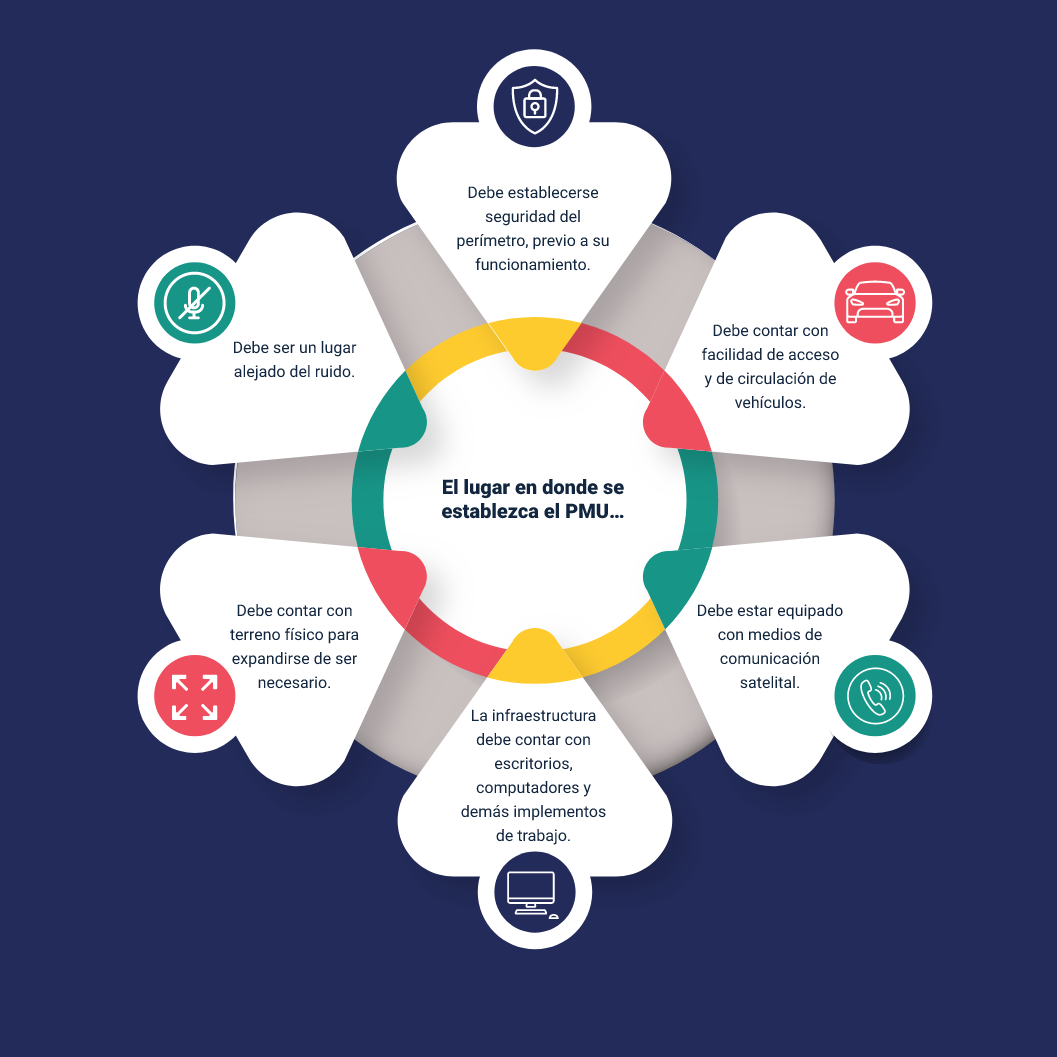 El lugar en donde se
establezca el PMU...
Debe establecerse
seguridad del
perímetro, previo a su
funcionamiento.
Debe contar con
facilidad de acceso
y de circulación de
vehículos.
Debe estar equipado
con medios de
comunicación
satelital.
La infraestructura
debe contar con
escritorios,
computadores y
demás implementos
de trabajo.
Debe contar con
terreno físico para
expandirse de ser
necesario.
Debe ser un lugar
alejado del ruido.